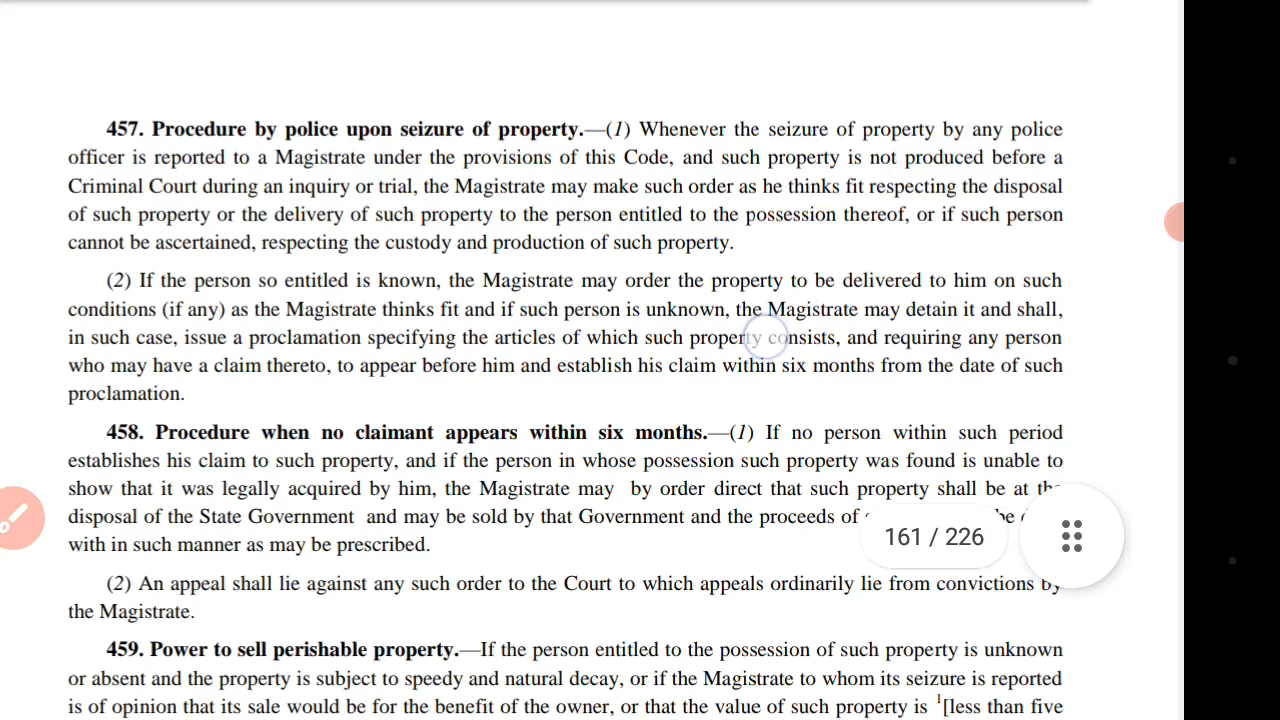 457. Procedure by police upon seizure of property.—(1) Whenever the seizure of property by any police
officer is reported to a Magistrate under the provisions of this Code, and such property is not produced before a
Criminal Court during an inquiry or trial, the Magistrate may make such order as he thinks fit respecting the disposal
of such property or the delivery of such property to the person entitled to the possession thereof, or if such person
cannot be ascertained, respecting the custody and production of such property.
(2) If the person so entitled is known, the Magistrate may order the property to be delivered to him on such
conditions (if any) as the Magistrate thinks fit and if such person is unknown, the Magistrate may detain it and shall,
in such case, issue a proclamation specifying the articles of which such property consists, and requiring any person
who may have a claim thereto, to appear before him and establish his claim within six months from the date of such
proclamation.
458. Procedure when no claimant appears within six months.—(1) If no person within such period
establishes his claim to such property, and if the person in whose possession such property was found is unable to
show that it was legally acquired by him, the Magistrate may by order direct that such property shall be at the
disposal of the State Government and may be sold by that Government and the proceeds of be
with in such manner as may be prescribed.
161 / 226
(2) An appeal shall lie against any such order to the Court to which appeals ordinarily lie from convictions by
the Magistrate.
459. Power to sell perishable property.—If the person entitled to the possession of such property is unknown
or absent and the property is subject to speedy and natural decay, or if the Magistrate to whom its seizure is reported
is of opinion that its sale would be for the benefit of the owner, or that the value of such property is 1[less than five